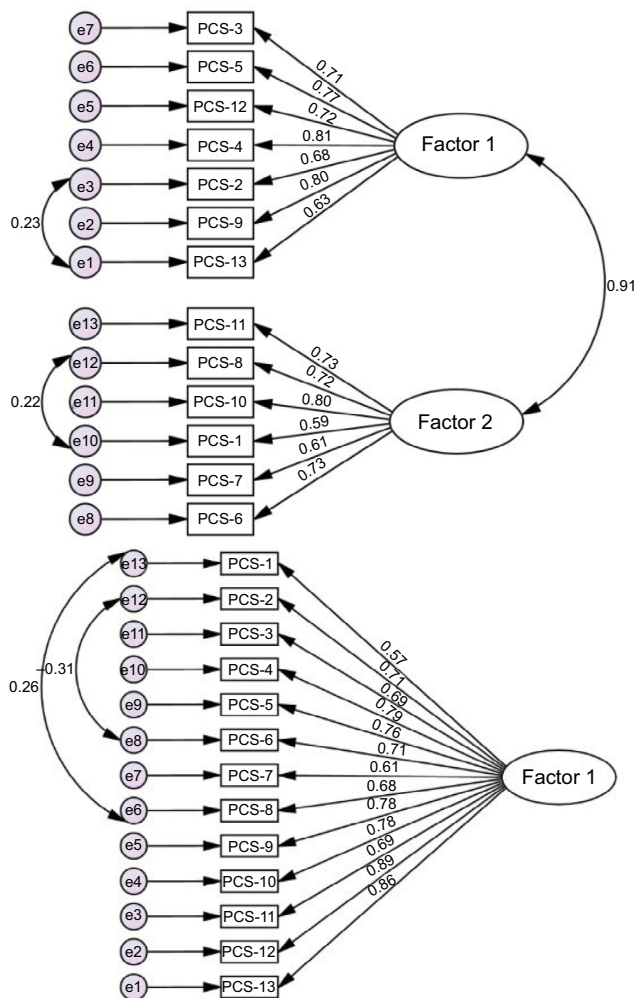 e7 PCS-3
0.71
e6 PCS-5
0.77
e5 PCS-12
0.72
e4 PCS-4 0.81 Factor 1
0.68
e3 PCS-2
0.80
0.23 e2 PCS-9
0.63
e1 PCS-13
0.91
e13 PCS-11
0.73
e12 PCS-8
0.72
0.22 e11 PCS-10 0.80
0.59 Factor 2
e10 PCS-1
0.61
e9 PCS-7
0.73
e8 PCS-6
e13 PCS-1
e12 PCS-2
e11 PCS-3
0.57
–0.31 e10 PCS-4
0.71
0.26
0.69
e9 PCS-5
0.79
0.76
e8 PCS-6
0.71
e7 PCS-7 0.61 Factor 1
0.68
e6 PCS-8
0.78
e5 PCS-9
0.78
0.69
e4 PCS-10
0.89
0.86
e3 PCS-11
e2 PCS-12
e1 PCS-13